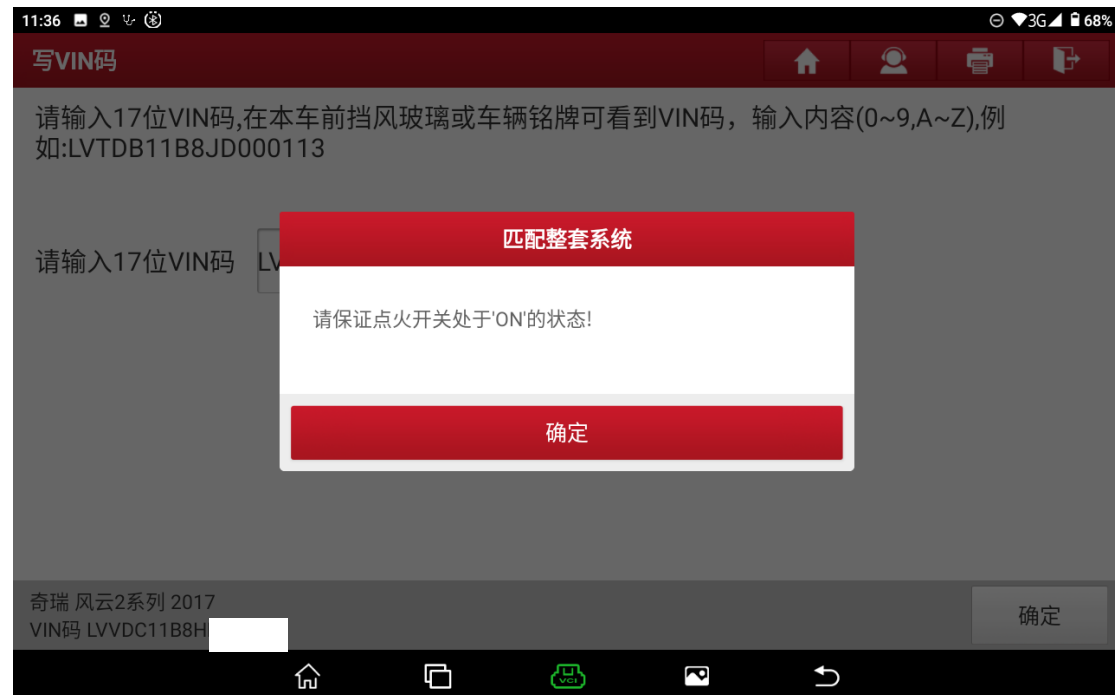 11:36
3G 68%
写VIN码
请输入17位VIN码,在本车前挡风玻璃或车辆铭牌可看到VIN码，输入内容(0~9,A~Z),例
如:LVTDB11B8JD000113
请输入17位VIN码 LV
匹配整套系统
请保证点火开关处于'ON'的状态!
确定
奇瑞 风云2系列 2017
VIN码 LVVDC11B8H
确定
VCI